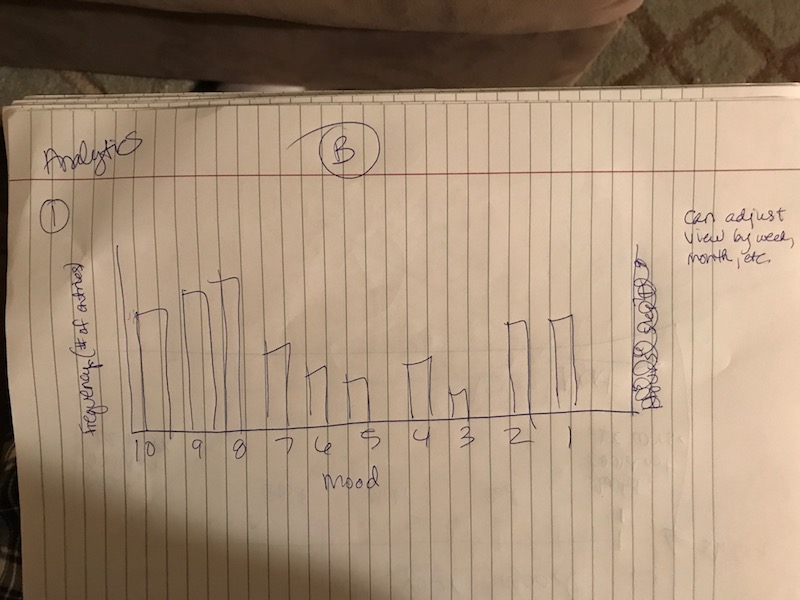 Analytics
B
1
can adjust
view by week,
month, etc.
Frequency (# of entries)
10 9 8 7 6 5 4 3 2 1
mood